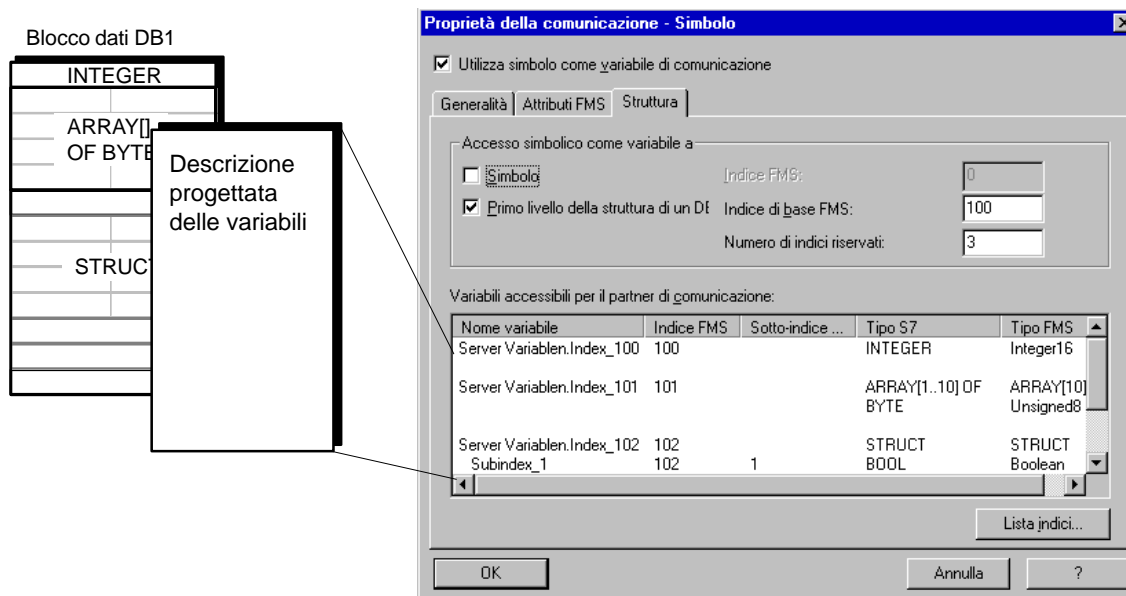 Blocco dati DB1
INTEGER
ARRAY[]
OF BYTE
STRUCT
Descrizione
progettata
delle variabili
Proprietà della comunicazione - Simbolo
Utilizza simbolo come variabile di comunicazione
Generalità Attributi FMS Struttura
Accesso simbolico come variabile a
Simbolo Indice FMS: 0
Primo livello della struttura di un DE Indice di base FMS: 100
Numero di indici riservati: 3
Variabili accessibili per il partner di comunicazione:
Nome variabile Indice FMS Sotto-indice ... Tipo S7 Tipo FMS
Server Variablen.Index_100 100 INTEGER Integer16
Server Variablen.Index_101 101 ARRAY[1..10] OF ARRAY[10]
BYTE Unsigned8
Server Variablen.Index_102 102 STRUCT STRUCT
Subindex_1 102 1 BOOL Boolean
Lista indici...
OK Annulla ?